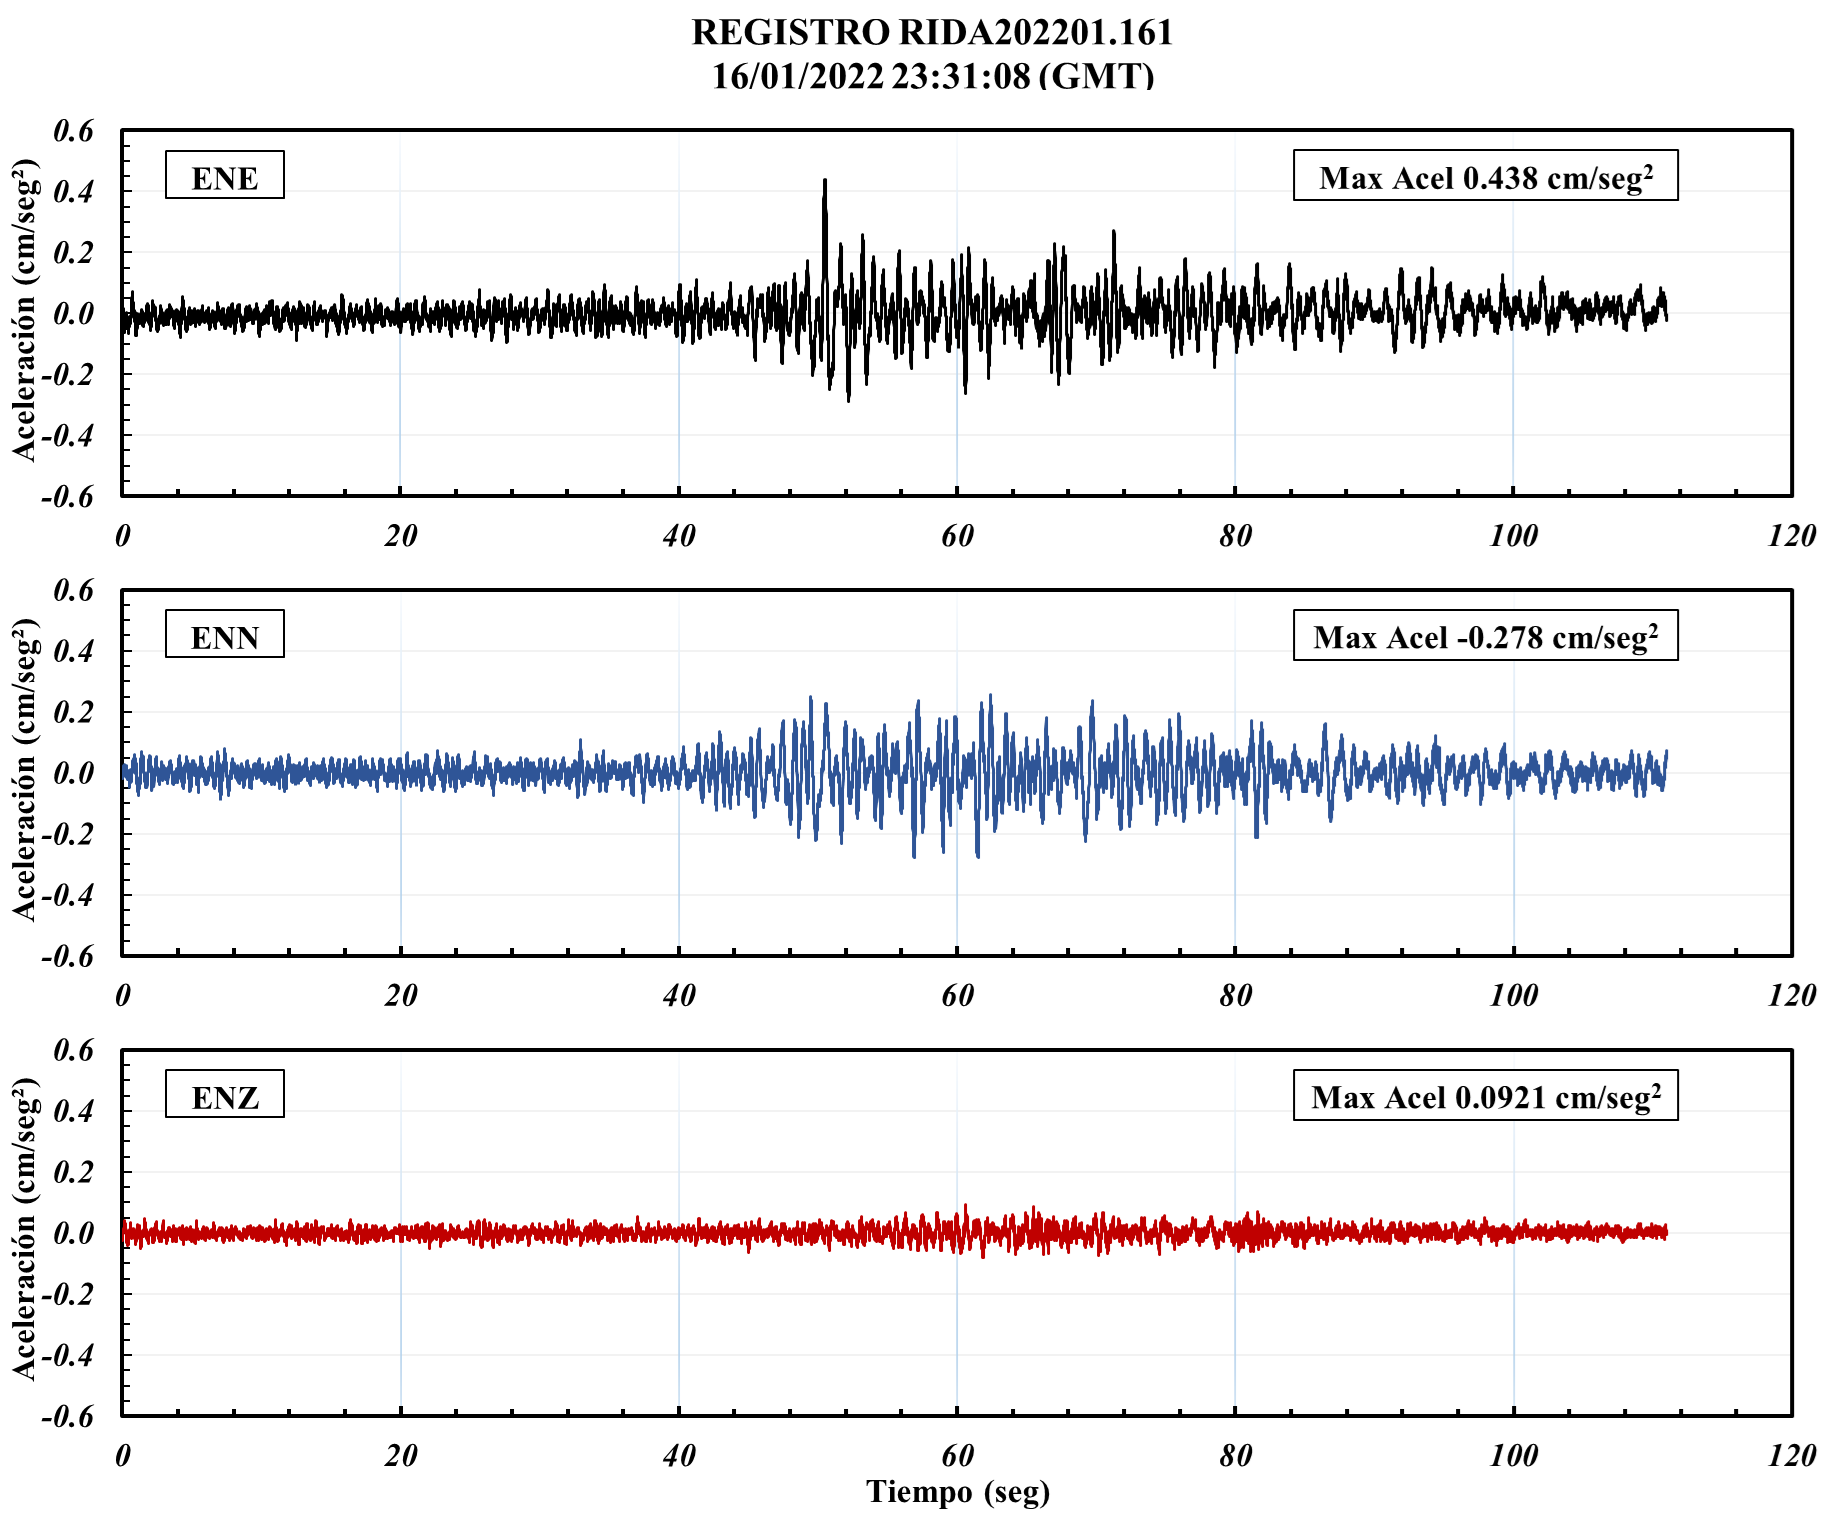 REGISTRO RIDA202201.161
16/01/2022 23:31:08 (GMT)
Aceleración (cm/seg²)
0.6
0.4
0.2
0.0
-0.2
-0.4
-0.6
ENE
Max Acel 0.438 cm/seg²
0 20 40 60 80 100 120
Aceleración (cm/seg²)
0.6
0.4
0.2
0.0
-0.2
-0.4
-0.6
ENN
Max Acel -0.278 cm/seg²
0 20 40 60 80 100 120
Aceleración (cm/seg²)
0.6
0.4
0.2
0.0
-0.2
-0.4
-0.6
ENZ
Max Acel 0.0921 cm/seg²
0 20 40 60 80 100 120
Tiempo (seg)